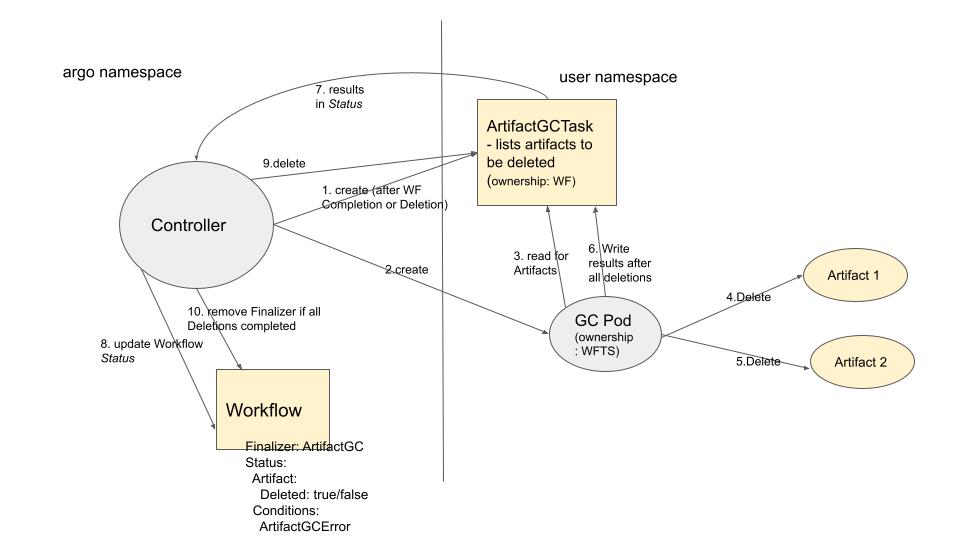 argo namespace
user namespace
7. results
in Status
ArtifactGCTask
- lists artifacts to
be deleted
(ownership: WF)
9.delete
1. create (after WF
Completion or Deletion)
Controller
2.create
3. read for
Artifacts
6. Write
results after
all deletions
Artifact 1
4.Delete
10. remove Finalizer if all
Deletions completed
GC Pod
(ownership
: WFTS)
8. update Workflow
Status
5.Delete
Artifact 2
Workflow
Finalizer: ArtifactGC
Status:
Artifact:
Deleted: true/false
Conditions:
ArtifactGCError